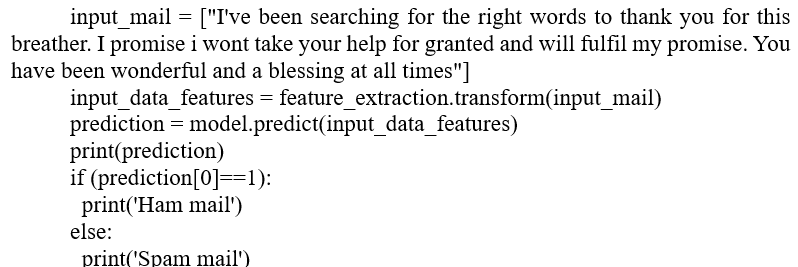 input_mail = ["I've been searching for the right words to thank you for this
breather. I promise i wont take your help for granted and will fulfil my promise. You
have been wonderful and a blessing at all times"]
input_data_features = feature_extraction.transform(input_mail)
prediction = model.predict(input_data_features)
print(prediction)
if (prediction[0]==1):
print('Ham mail')
else:
print('Spam mail')